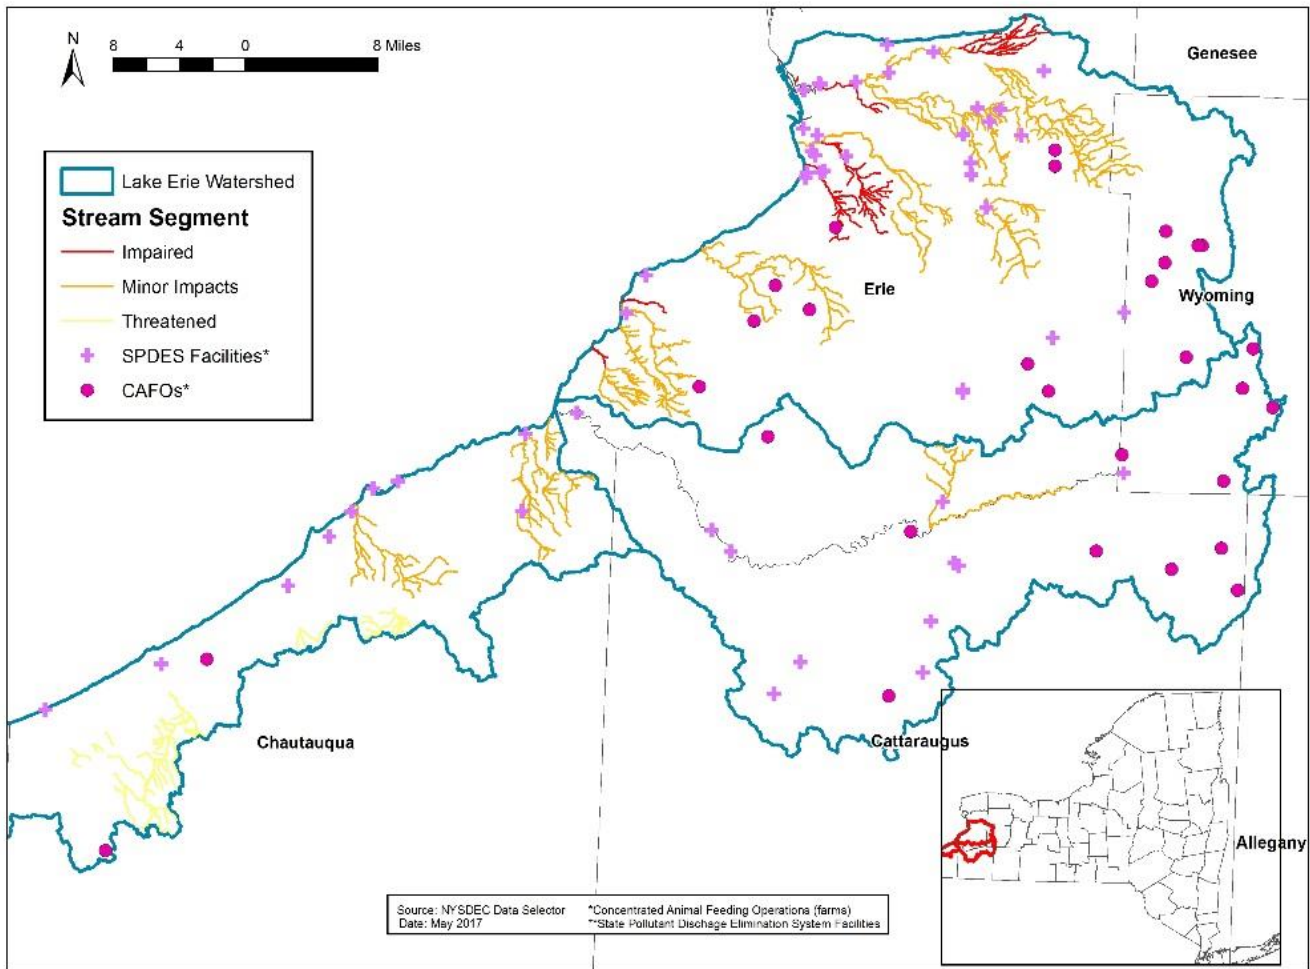 N
8 4 0 8 Miles
Genesee
Lake Erie Watershed
Stream Segment
Impaired
Minor Impacts
Threatened
SPDES Facilities*
CAFOs*
Erie
Wyoming
Chautauqua
Cattaraugus
Allegany
Source: NYSDEC Data Selector *Concentrated Animal Feeding Operations (farms)
Date: May 2017 **State Pollutant Dischage Elimination System Facilities